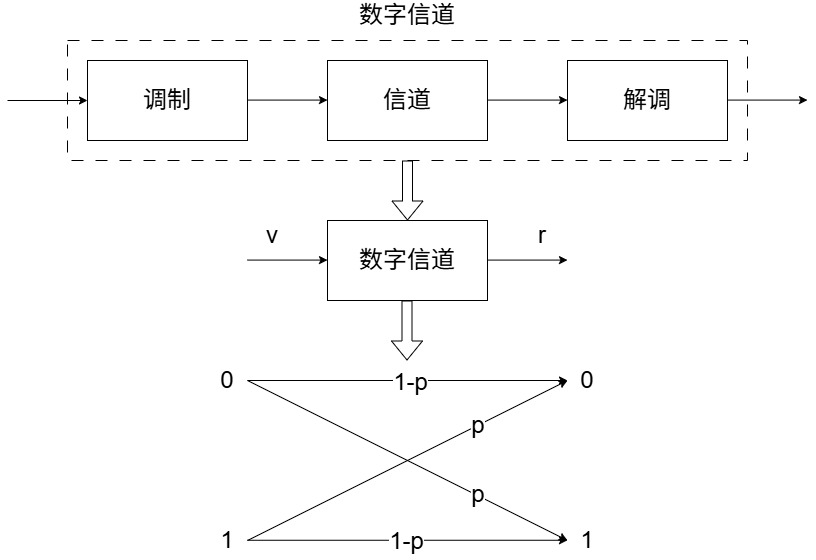 数字信道
调制 信道 解调
v 数字信道 r
0 1-p 0
p
p
1 1-p 1